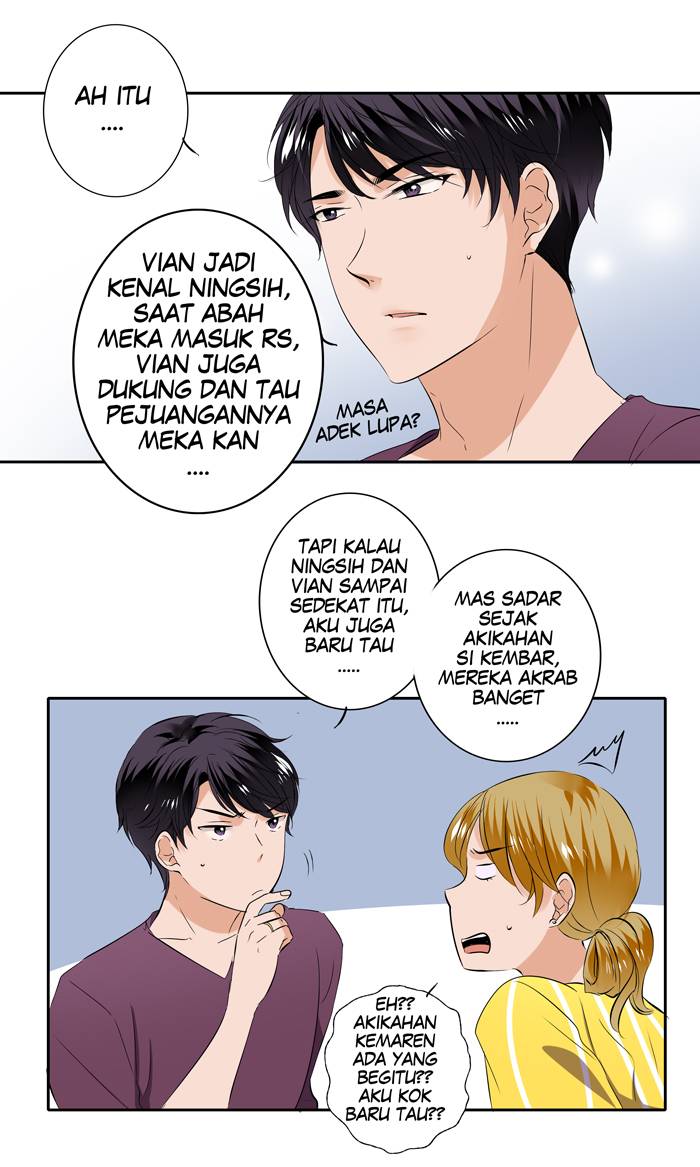 AH ITU
....
VIAN JADI
KENAL NINGSIH,
SAAT ABAH
MEKA MASUK RS,
VIAN JUGA
DUKUNG DAN TAU
PEJUANGANNYA
MEKA KAN
....
MASA
ADEK LUPA?
TAPI KALAU
NINGSIH DAN
VIAN SAMPAI
SEDEKAT ITU,
AKU JUGA
BARU TAU
.....
MAS SADAR
SEJAK
AKIKAHAN
SI KEMBAR,
MEREKA AKRAB
BANGET
.....
EH??
AKIKAHAN
KEMAREN
ADA YANG
BEGITU??
AKU KOK
BARU TAU??